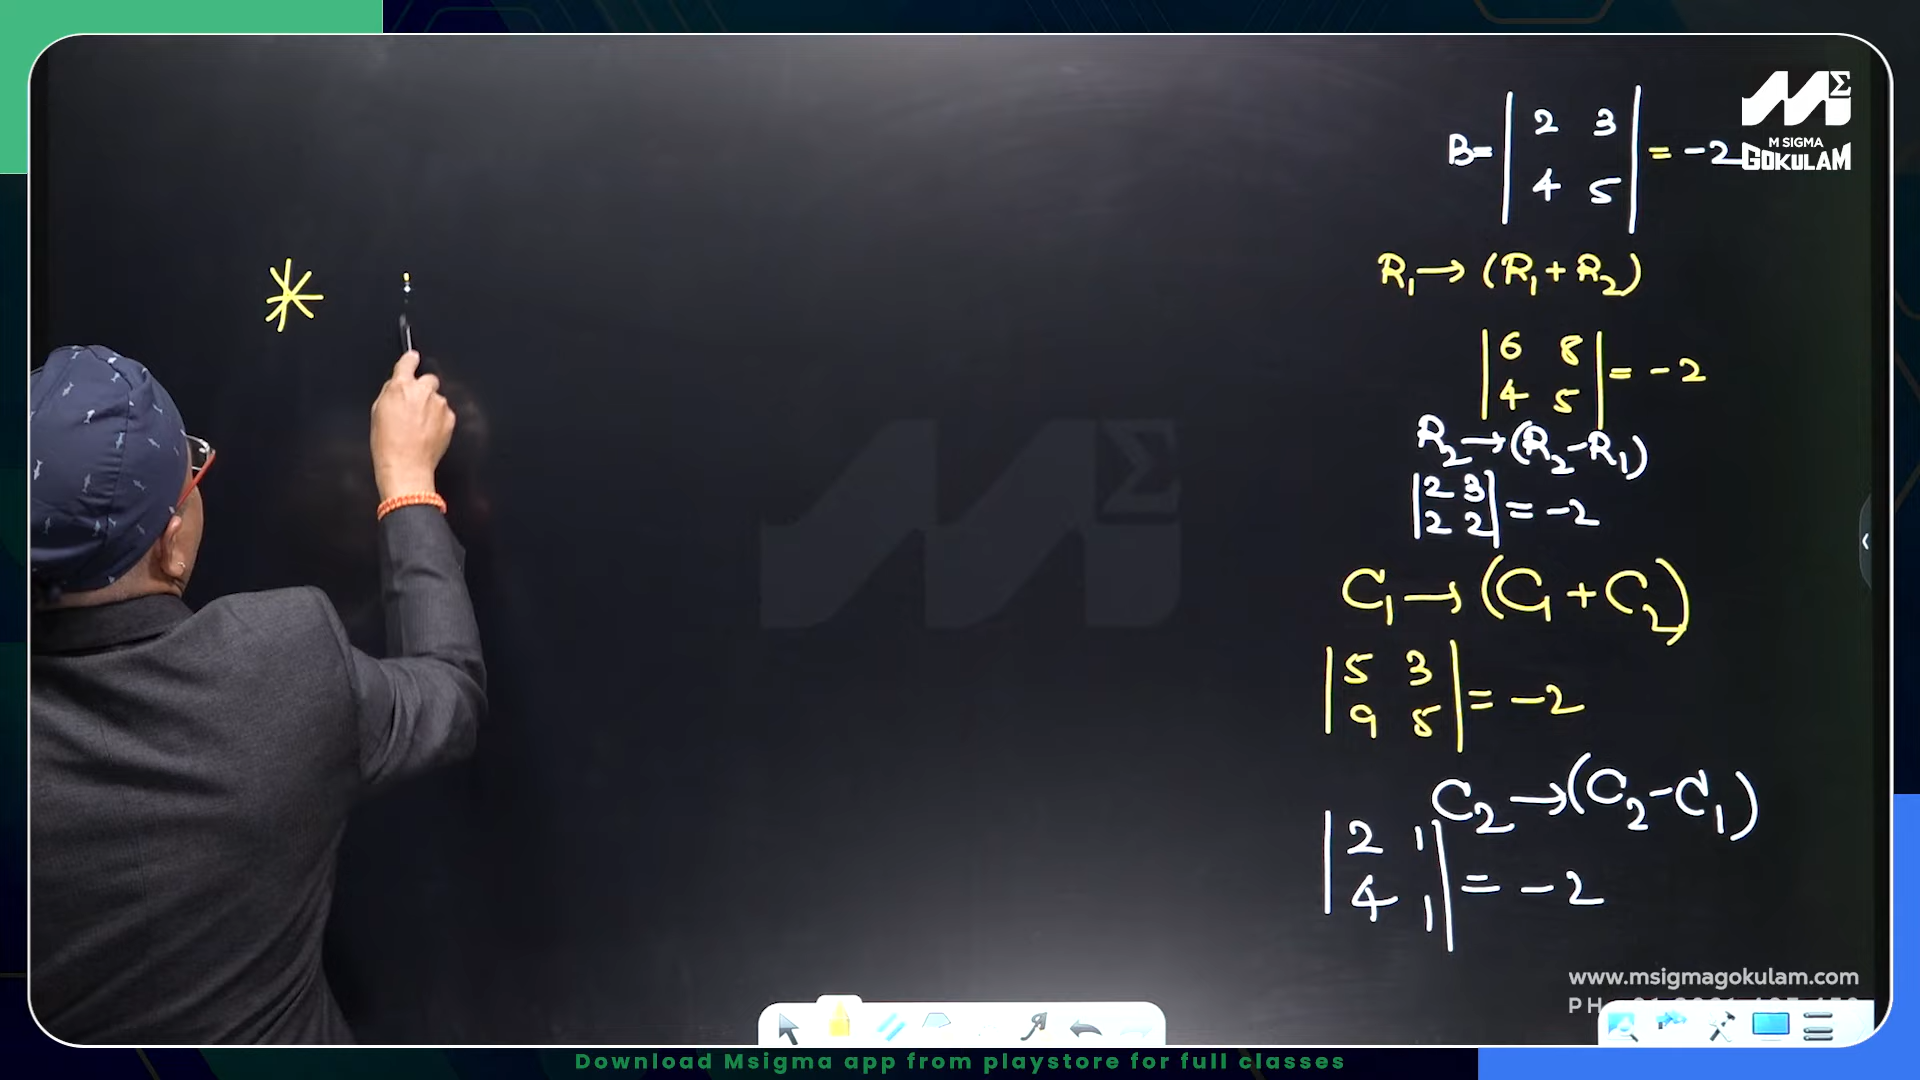 M SIGMA
GOKULAM
B= | 2 3 | = -2
| 4 5 |
R₁ → (R₁ + R₂)
| 6 8 | = -2
| 4 5 |
R₂ → (R₂ - R₁)
| 2 3 | = -2
| 2 2 |
C₁ → (C₁ + C₂)
| 5 3 | = -2
| 9 5 |
C₂ → (C₂ - C₁)
| 2 1 | = -2
| 4 1 |
www.msigmagokulam.com
PH
Download Msigma app from playstore for full classes